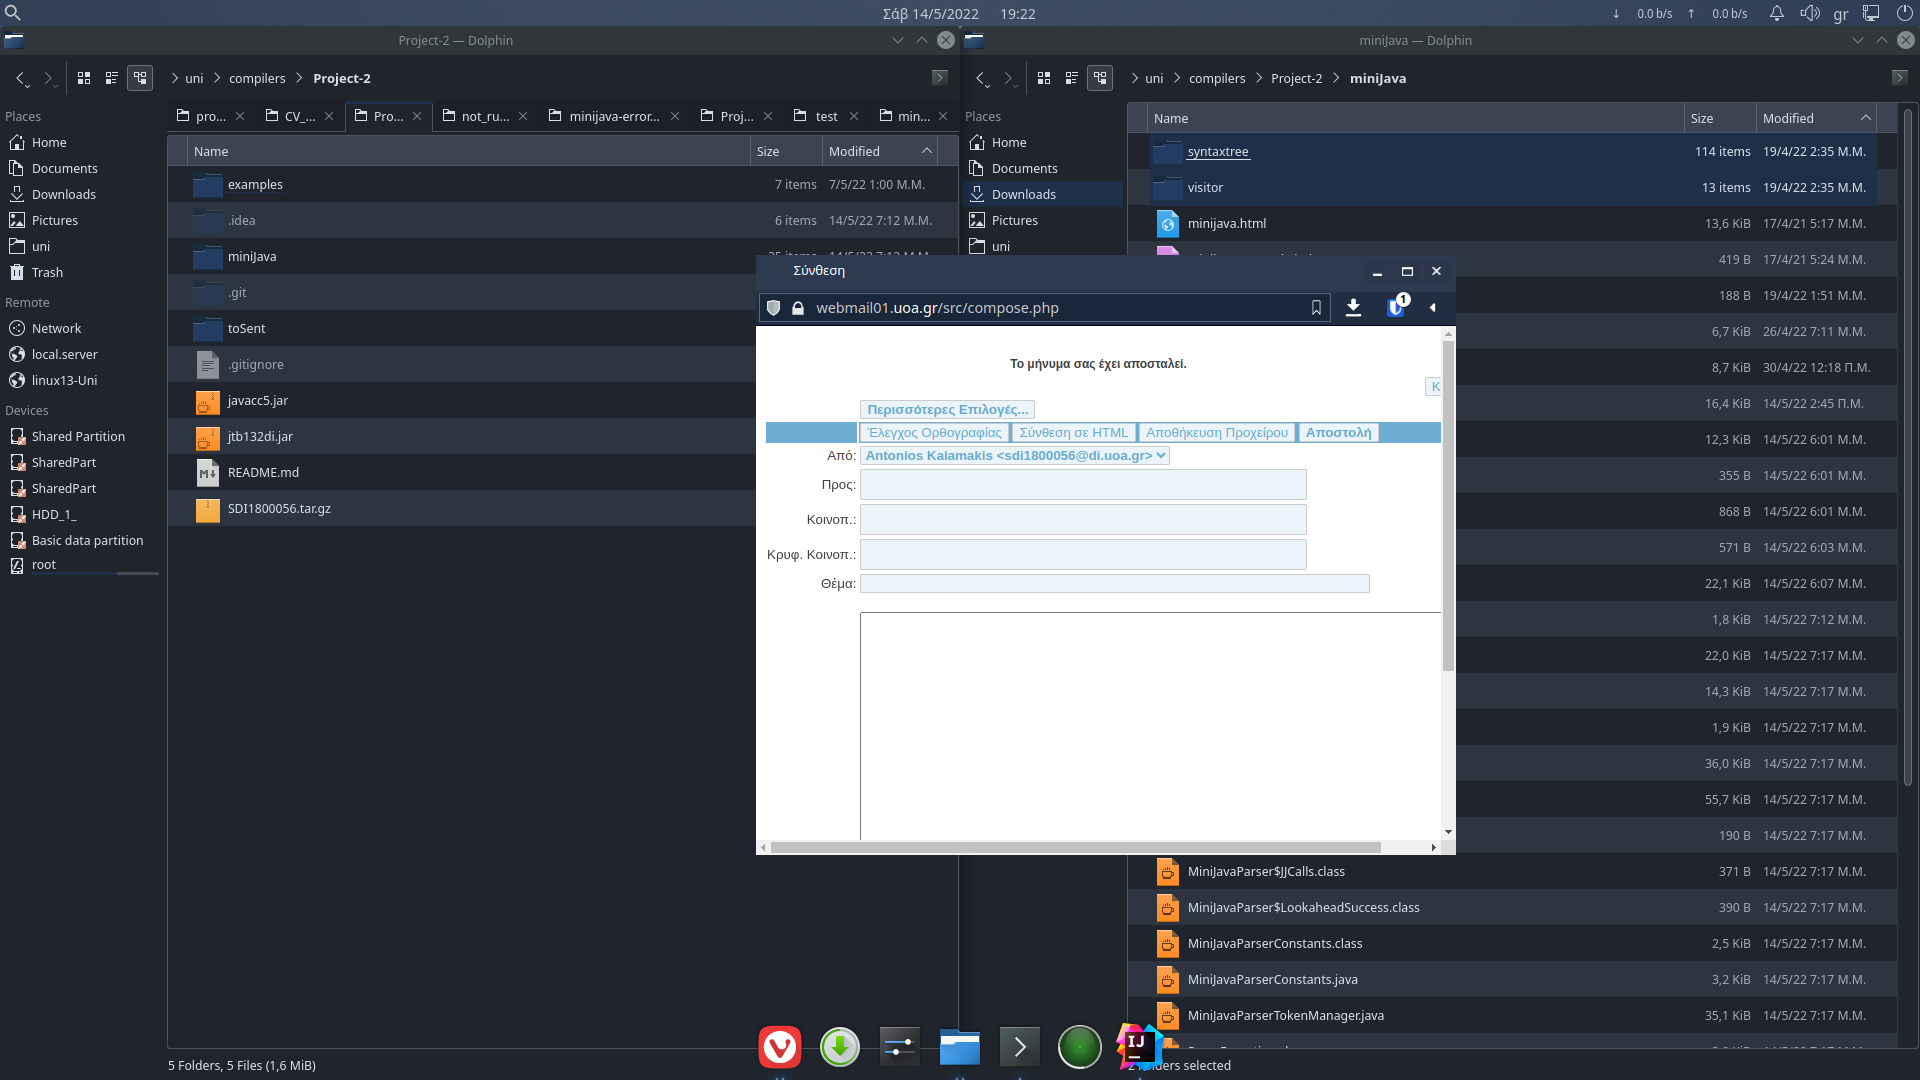 Σάβ 14/5/2022 19:22
↓ 0.0 b/s ↑ 0.0 b/s gr
Project-2 — Dolphin
uni > compilers > Project-2
pro... CV_... Pro... not_ru... minijava-error... Proj... test min...
Places
Home
Documents
Downloads
Pictures
uni
Trash
Remote
Network
local.server
linux13-Uni
Devices
Shared Partition
SharedPart
SharedPart
HDD_1_
Basic data partition
root
Name Size Modified
examples 7 items 7/5/22 1:00 Μ.Μ.
.idea 6 items 14/5/22 7:12 Μ.Μ.
miniJava
.git
toSent
.gitignore
javacc5.jar
jtb132di.jar
README.md
SDI1800056.tar.gz
5 Folders, 5 Files (1,6 MiB)
miniJava — Dolphin
uni > compilers > Project-2 > miniJava
Places
Home
Documents
Downloads
Pictures
uni
Name Size Modified
syntaxtree 114 items 19/4/22 2:35 Μ.Μ.
visitor 13 items 19/4/22 2:35 Μ.Μ.
minijava.html 13,6 KiB 17/4/21 5:17 Μ.Μ.
419 B 17/4/21 5:24 Μ.Μ.
188 B 19/4/22 1:51 Μ.Μ.
6,7 KiB 26/4/22 7:11 Μ.Μ.
8,7 KiB 30/4/22 12:18 Π.Μ.
16,4 KiB 14/5/22 2:45 Π.Μ.
12,3 KiB 14/5/22 6:01 Μ.Μ.
355 B 14/5/22 6:01 Μ.Μ.
868 B 14/5/22 6:01 Μ.Μ.
571 B 14/5/22 6:03 Μ.Μ.
22,1 KiB 14/5/22 6:07 Μ.Μ.
1,8 KiB 14/5/22 7:12 Μ.Μ.
22,0 KiB 14/5/22 7:17 Μ.Μ.
14,3 KiB 14/5/22 7:17 Μ.Μ.
1,9 KiB 14/5/22 7:17 Μ.Μ.
36,0 KiB 14/5/22 7:17 Μ.Μ.
55,7 KiB 14/5/22 7:17 Μ.Μ.
190 B 14/5/22 7:17 Μ.Μ.
MiniJavaParser$JJCalls.class 371 B 14/5/22 7:17 Μ.Μ.
MiniJavaParser$LookaheadSuccess.class 390 B 14/5/22 7:17 Μ.Μ.
MiniJavaParserConstants.class 2,5 KiB 14/5/22 7:17 Μ.Μ.
MiniJavaParserConstants.java 3,2 KiB 14/5/22 7:17 Μ.Μ.
MiniJavaParserTokenManager.java 35,1 KiB 14/5/22 7:17 Μ.Μ.
selected
Σύνθεση
webmail01.uoa.gr/src/compose.php 1
Το μήνυμα σας έχει αποσταλεί.
Κ
Περισσότερες Επιλογές...
Έλεγχος Ορθογραφίας Σύνθεση σε HTML Αποθήκευση Προχείρου Αποστολή
Από: Antonios Kalamakis <sdi1800056@di.uoa.gr>
Προς:
Κοινοπ.:
Κρυφ. Κοινοπ.:
Θέμα:
IJ